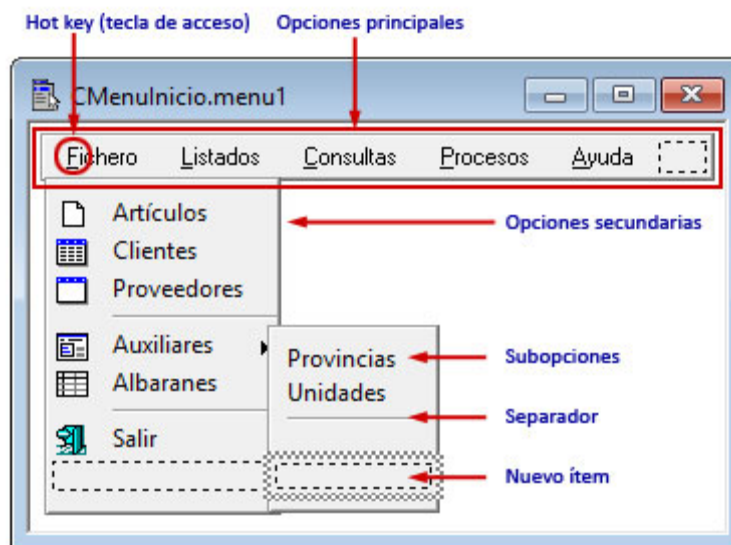 Hot key (tecla de acceso) Opciones principales
CMenuInicio.menu1
Fichero Listados Consultas Procesos Ayuda
Artículos
Opciones secundarias
Clientes
Proveedores
Auxiliares
Provincias
Subopciones
Albaranes
Unidades
Separador
Salir
Nuevo ítem